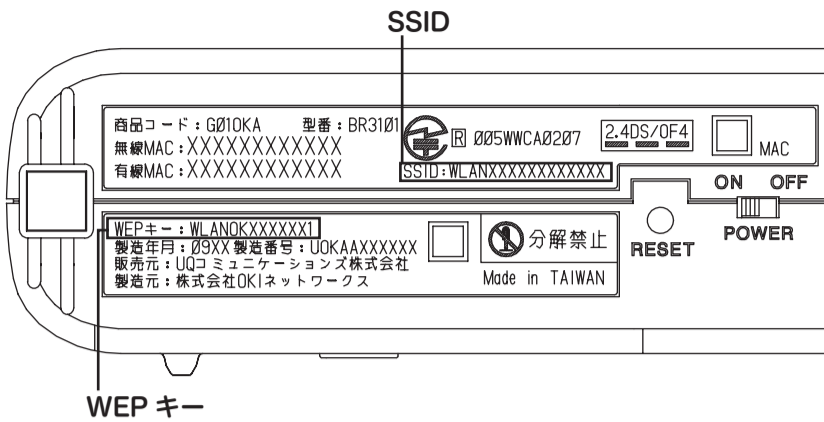 SSID
商品コード：GØ10KA 型番：BR31Ø1
無線MAC：XXXXXXXXXXXX
有線MAC：XXXXXXXXXXXX
R ØØ5WWCAØ2Ø7
2.4DS/OF4
SSID：WLANXXXXXXXXXXXX
MAC
ON OFF
POWER
RESET
WEPキー：WLANOKXXXXXX1
製造年月：Ø9XX 製造番号：UOKAAXXXXXX
販売元：UQコミュニケーションズ株式会社
製造元：株式会社OKIネットワークス
分解禁止
Made in TAIWAN
WEP キー